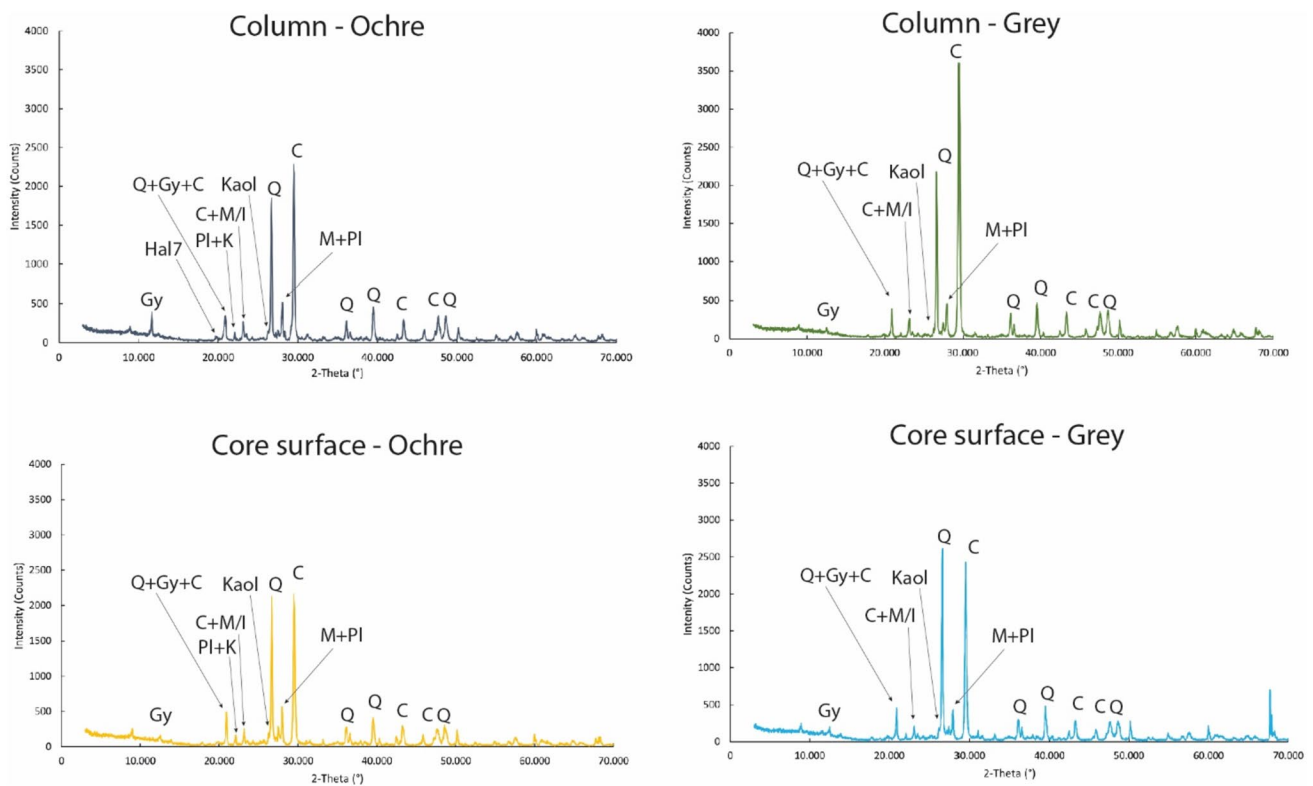 Column - Ochre
4000
3500
3000
2500
2000
1500
1000
500
0
Intensity (Counts)
C
Q+Gy+C
Kaol
Q
C+M/I
Pl+K
Hal7
M+Pl
Gy
Q
Q
C
C
Q
0
10.000
20.000
30.000
40.000
50.000
60.000
70.000
2-Theta (°)
Column - Grey
4000
3500
3000
2500
2000
1500
1000
500
0
Intensity (Counts)
C
Q
Q+Gy+C
Kaol
C+M/I
M+Pl
Gy
Q
Q
C
C
Q
0
10.000
20.000
30.000
40.000
50.000
60.000
70.000
2-Theta (°)
Core surface - Ochre
4000
3500
3000
2500
2000
1500
1000
500
0
Intensity (Counts)
Q+Gy+C
Kaol
Q
C
C+M/I
Pl+K
M+Pl
Gy
Q
Q
C
C
Q
0
10.000
20.000
30.000
40.000
50.000
60.000
70.000
2-Theta (°)
Core surface - Grey
4000
3500
3000
2500
2000
1500
1000
500
0
Intensity (Counts)
Q
C
Q+Gy+C
Kaol
C+M/I
M+Pl
Gy
Q
Q
C
C
Q
0
10.000
20.000
30.000
40.000
50.000
60.000
70.000
2-Theta (°)